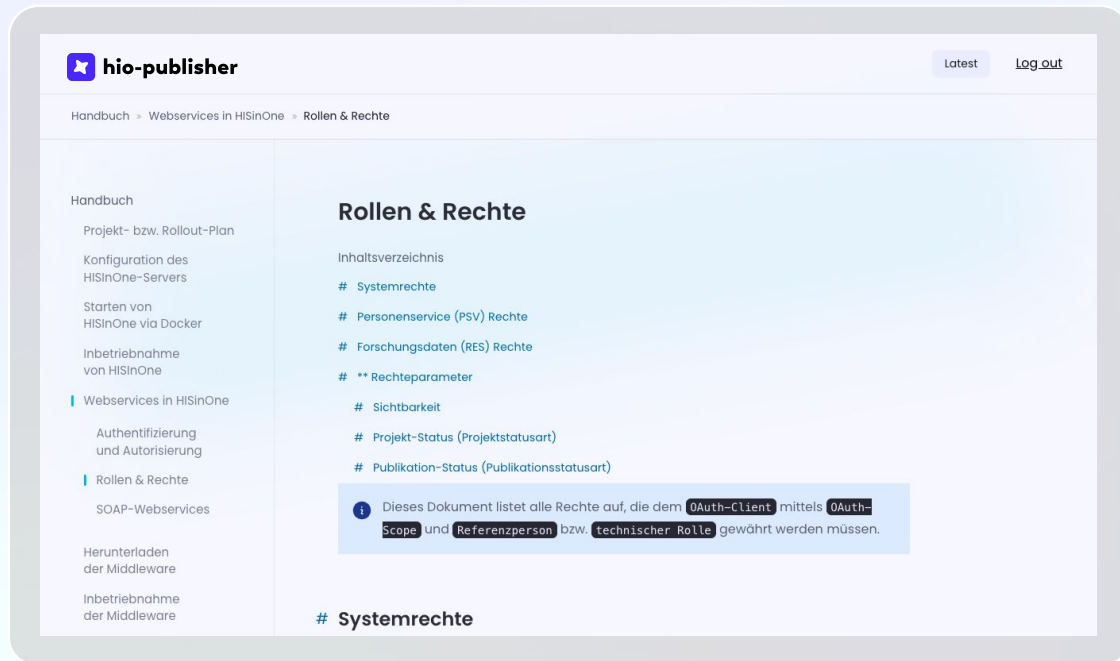 hio-publisher
Latest
Log out
Handbuch » Webservices in HISinOne » Rollen & Rechte
Handbuch
Projekt- bzw. Rollout-Plan
Konfiguration des
HISInOne-Servers
Starten von
HISInOne via Docker
Inbetriebnahme
von HISInOne
Webservices in HISinOne
Authentifizierung
und Autorisierung
Rollen & Rechte
SOAP-Webservices
Herunterladen
der Middleware
Inbetriebnahme
der Middleware
Rollen & Rechte
Inhaltsverzeichnis
# Systemrechte
# Personenservice (PSV) Rechte
# Forschungsdaten (RES) Rechte
# ** Rechteparameter
# Sichtbarkeit
# Projekt-Status (Projektstatusart)
# Publikation-Status (Publikationsstatusart)
i Dieses Dokument listet alle Rechte auf, die dem OAuth-Client mittels OAuth-
Scope und Referenzperson bzw. technischer Rolle gewährt werden müssen.
# Systemrechte